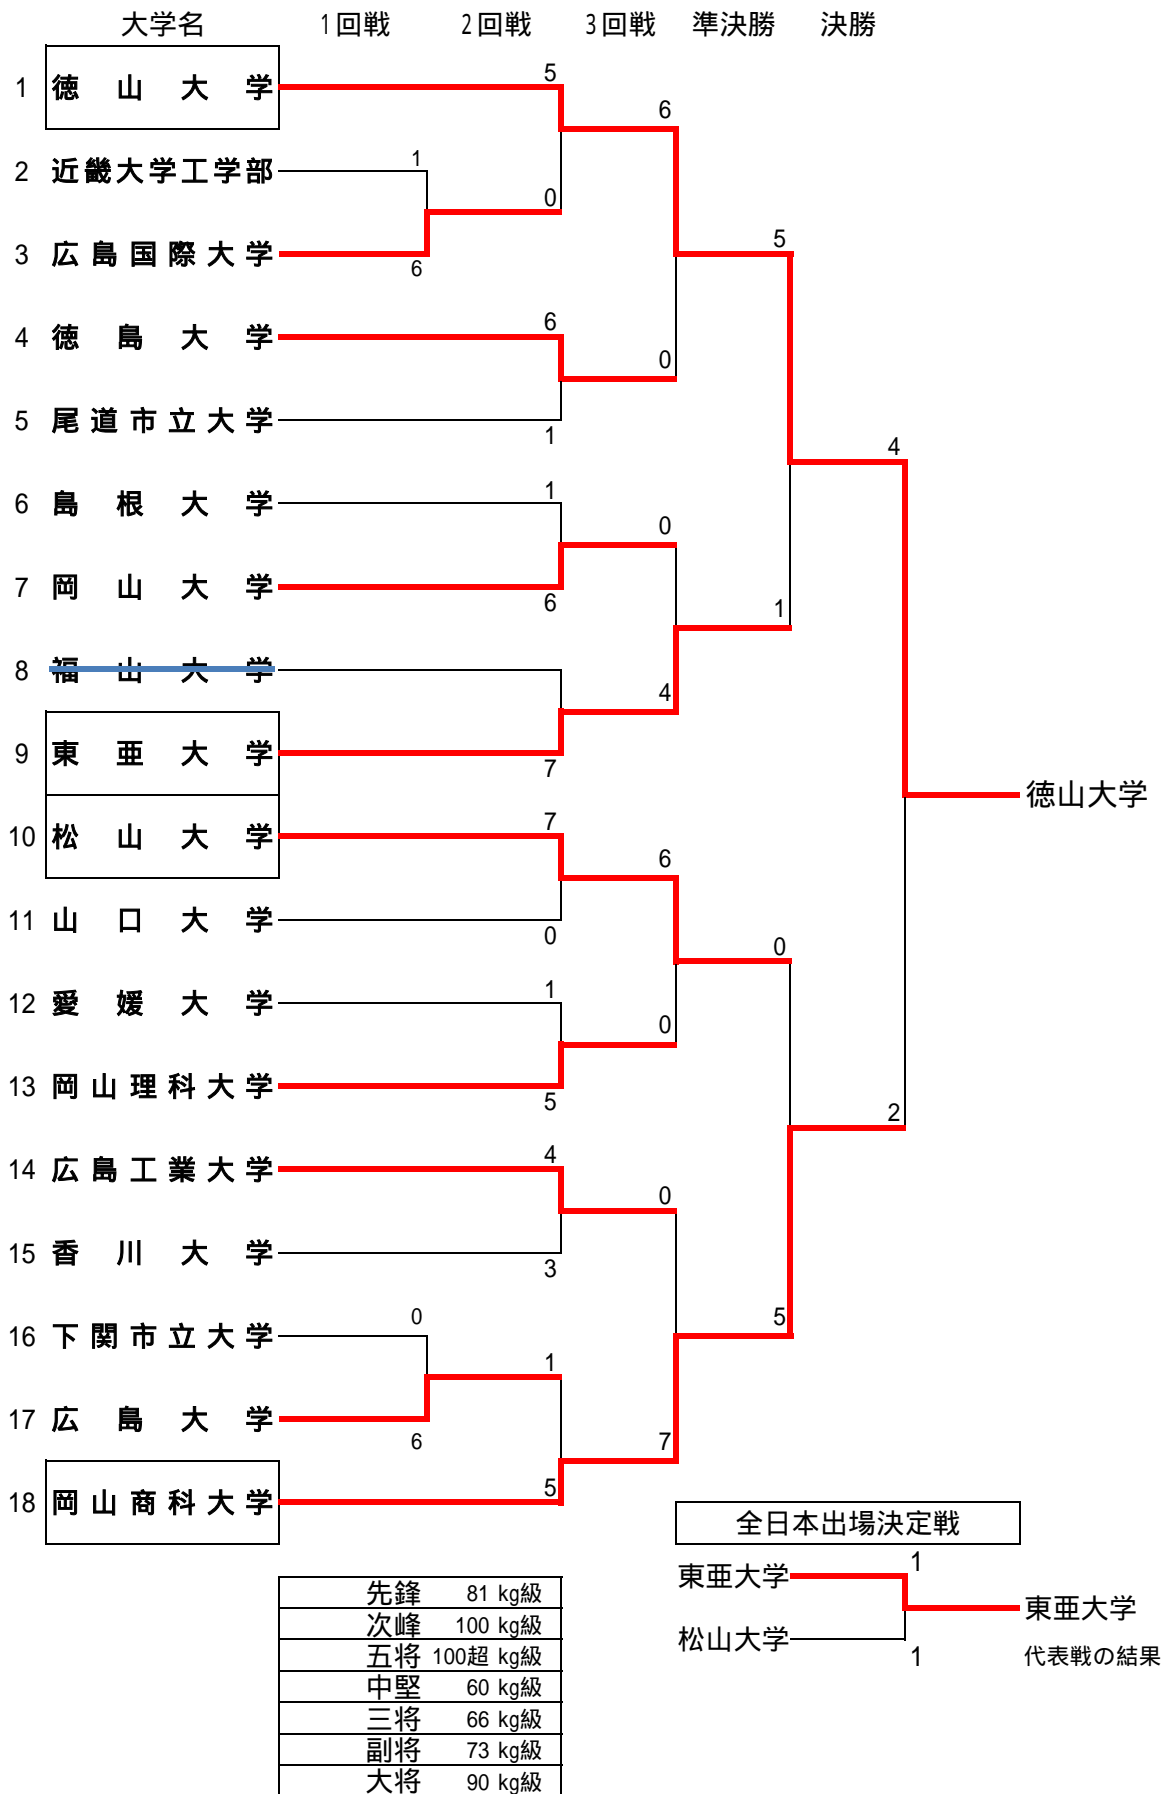 大学名 1回戦 2回戦 3回戦 準決勝 決勝
5
1 徳山大学
6
2 近畿大学工学部 1
0
3 広島国際大学 5
6
4 徳島大学 6
0
5 尾道市立大学
1 4
6 島根大学 1
0
7 岡山大学 1
6
8 福山大学
4
9 東亜大学
7
徳山大学
10 松山大学 7
6
11 山口大学
0 0
12 愛媛大学 1
0
13 岡山理科大学
5 2
14 広島工業大学 4
0
15 香川大学
3
16 下関市立大学 0 5
1
17 広島大学
6 7
18 岡山商科大学 5
全日本出場決定戦
東亜大学 1
東亜大学
松山大学 1 代表戦の結果
先鋒 81 kg級
次峰 100 kg級
五将 100超 kg級
中堅 60 kg級
三将 66 kg級
副将 73 kg級
大将 90 kg級